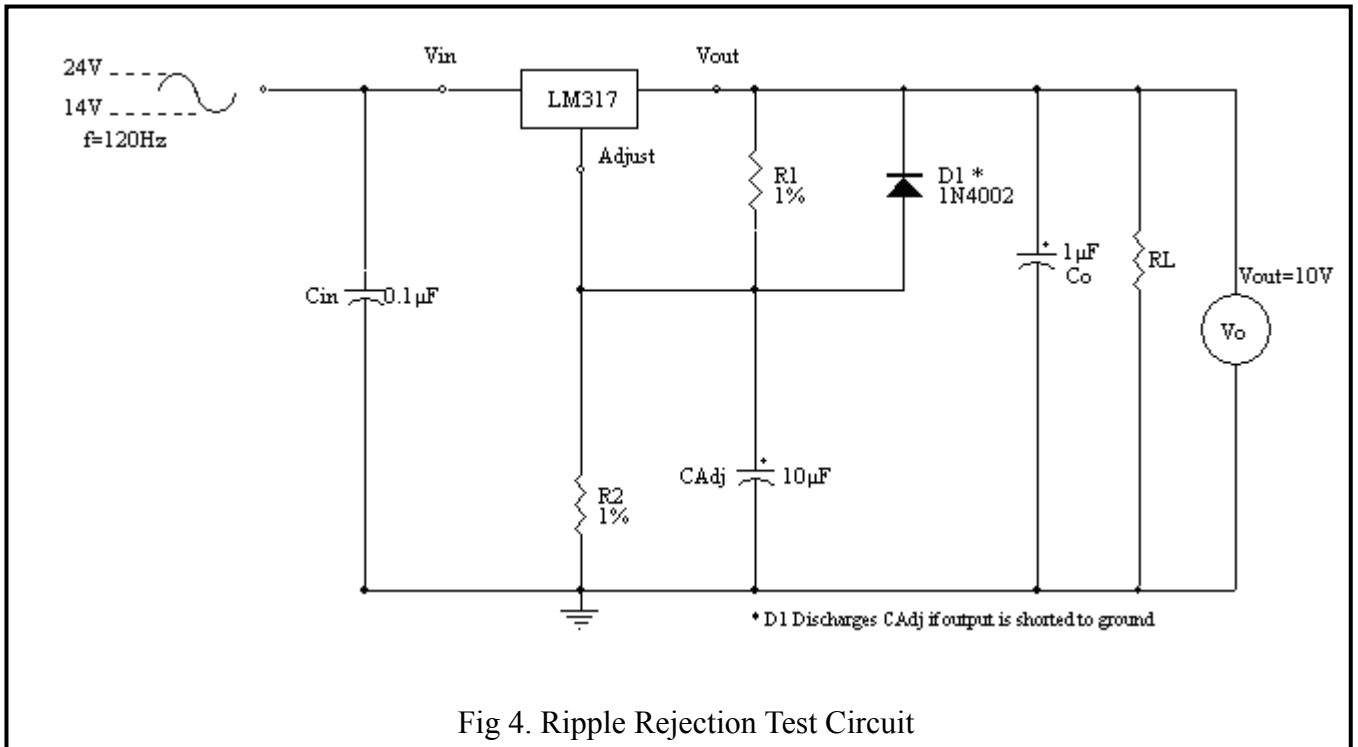 24V
14V
f=120Hz
Vin
LM317
Vout
Adjust
R1
1%
D1 *
1N4002
1µF
Co
RL
Vout=10V
Vo
Cin
0.1µF
R2
1%
CAdj
10µF
* D1 Discharges CAdj if output is shorted to ground
Fig 4. Ripple Rejection Test Circuit